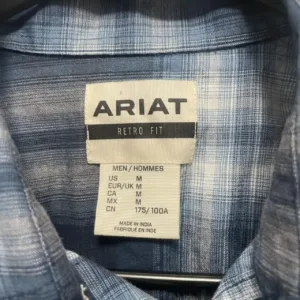 ARIAT
RETRO FIT
MEN / HOMMES
US M
EUR/UK M
CA M
MX M
CN 175/100A
MADE IN INDIA
FABRIQUÉ EN INDE